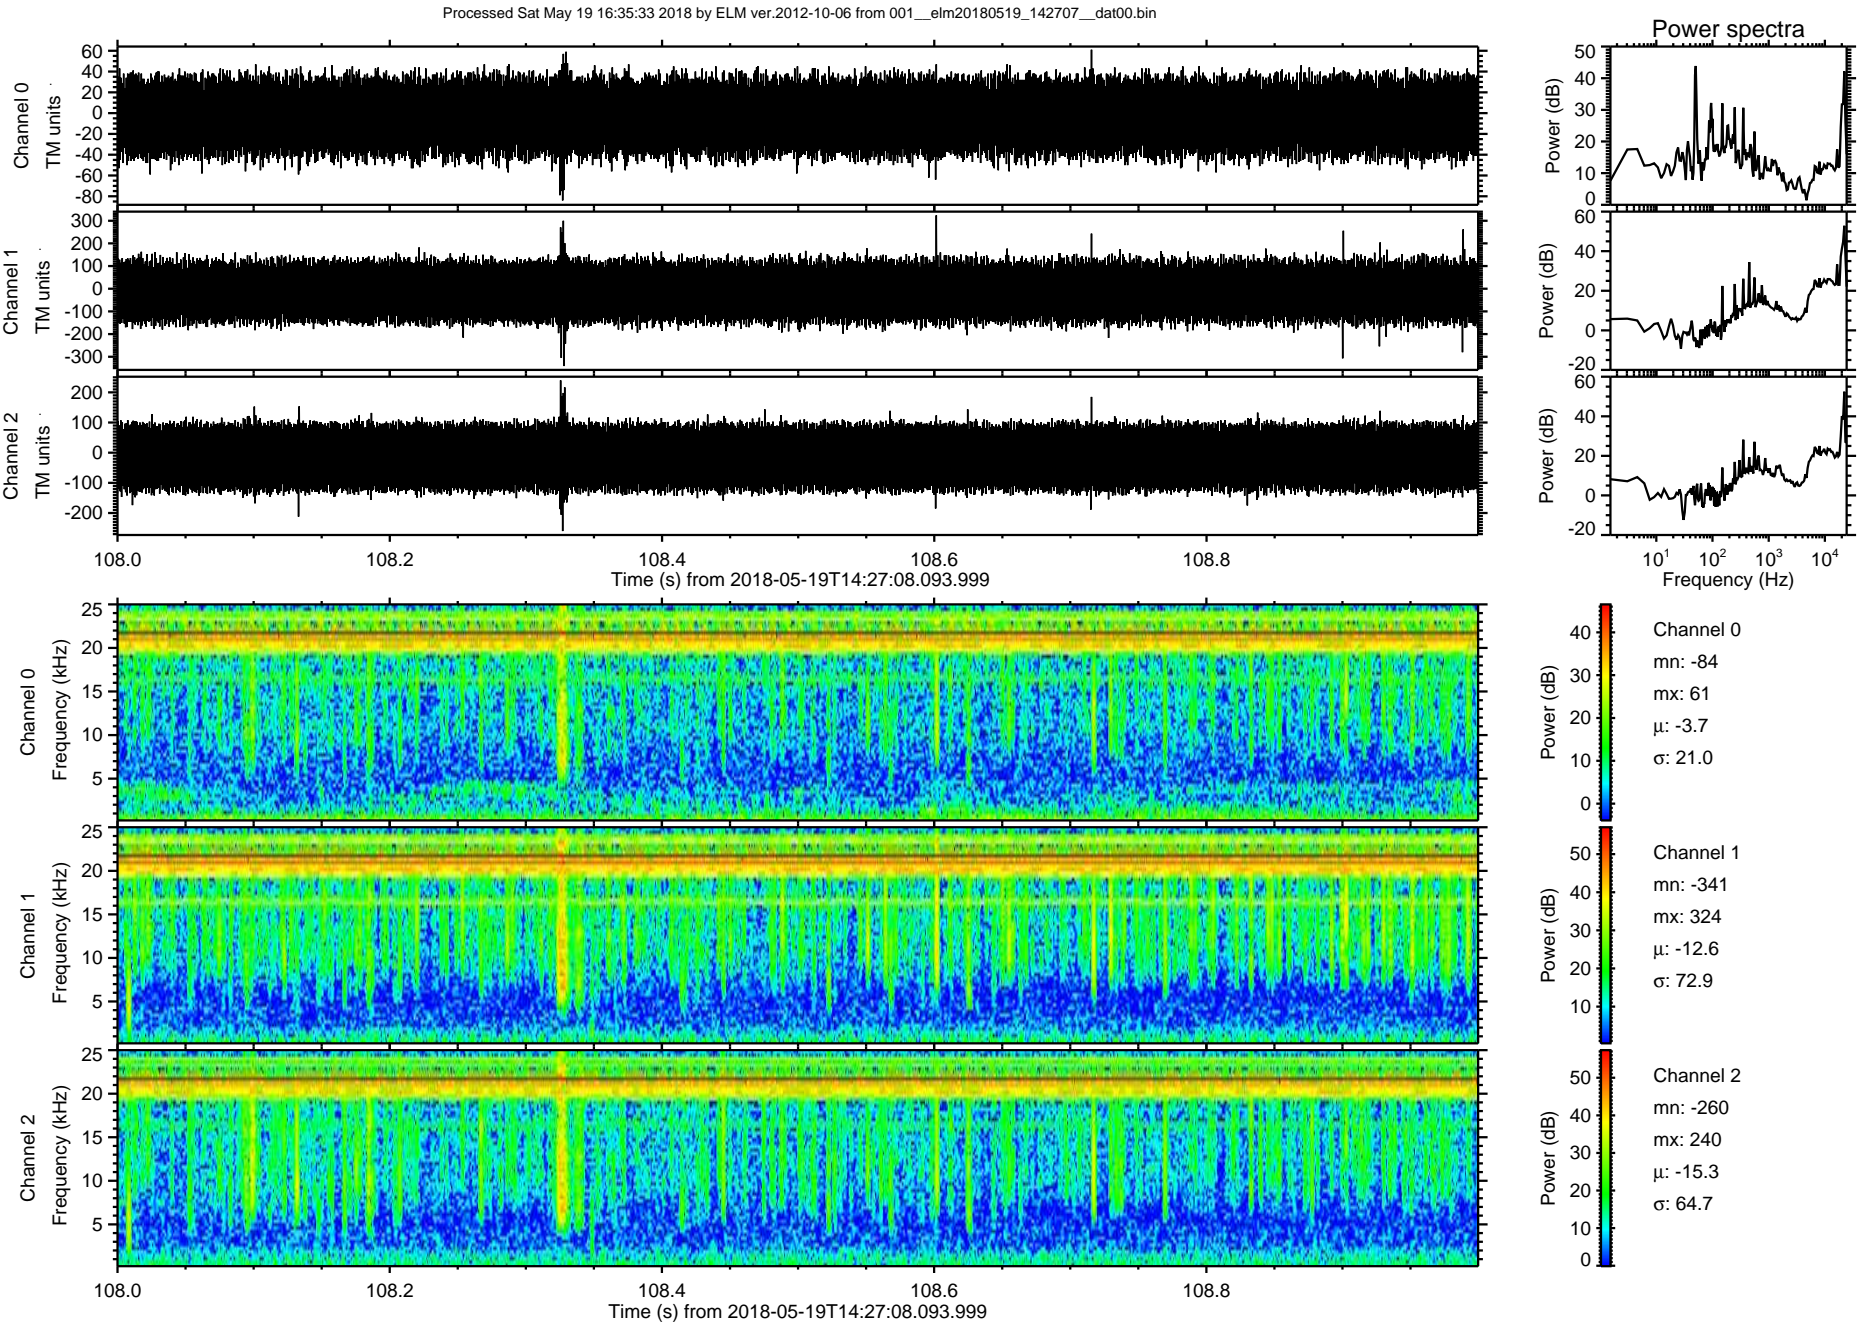 Processed Sat May 19 16:35:33 2018 by ELM ver.2012-10-06 from 001__elm20180519_142707__dat00.bin
Power spectra
Channel 0
TM units
60
40
20
0
-20
-40
-60
-80
Power (dB)
50
40
30
20
10
0
Channel 1
TM units
300
200
100
0
-100
-200
-300
Power (dB)
60
40
20
0
-20
Channel 2
TM units
200
100
0
-100
-200
Power (dB)
60
40
20
0
-20
108.0 108.2 108.4 108.6 108.8
Time (s) from 2018-05-19T14:27:08.093.999
10^1 10^2 10^3 10^4
Frequency (Hz)
Channel 0
Frequency (kHz)
25
20
15
10
5
Power (dB)
40
30
20
10
0
Channel 0
mn: -84
mx: 61
μ: -3.7
σ: 21.0
Channel 1
Frequency (kHz)
25
20
15
10
5
Power (dB)
50
40
30
20
10
Channel 1
mn: -341
mx: 324
μ: -12.6
σ: 72.9
Channel 2
Frequency (kHz)
25
20
15
10
5
Power (dB)
50
40
30
20
10
0
Channel 2
mn: -260
mx: 240
μ: -15.3
σ: 64.7
108.0 108.2 108.4 108.6 108.8
Time (s) from 2018-05-19T14:27:08.093.999